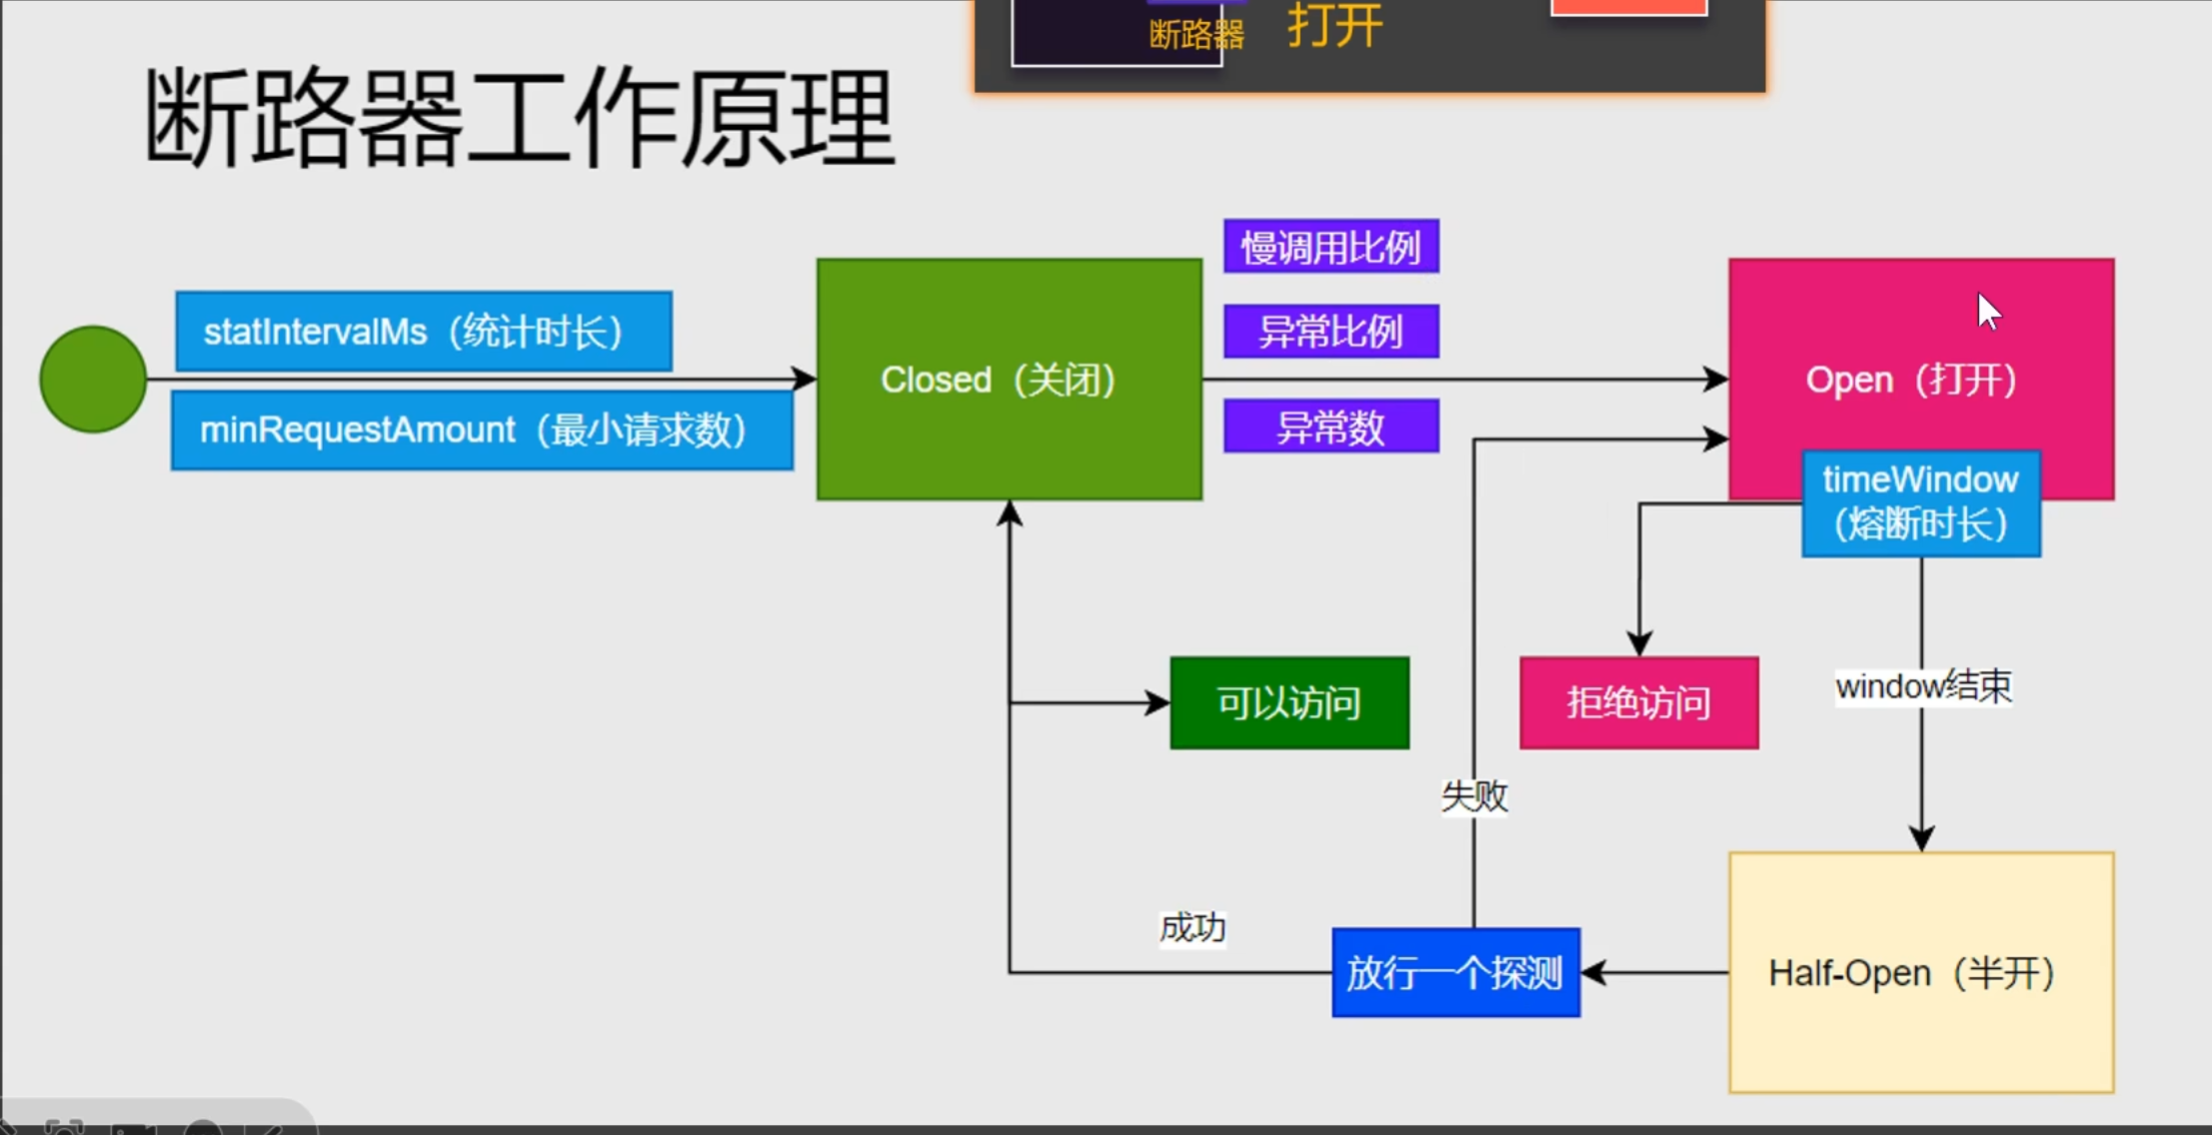 断路器
打开
断路器工作原理
慢调用比例
statIntervalMs（统计时长）
异常比例
Closed（关闭）
Open（打开）
minRequestAmount（最小请求数）
异常数
timeWindow
（熔断时长）
可以访问
拒绝访问
window结束
失败
成功
放行一个探测
Half-Open（半开）